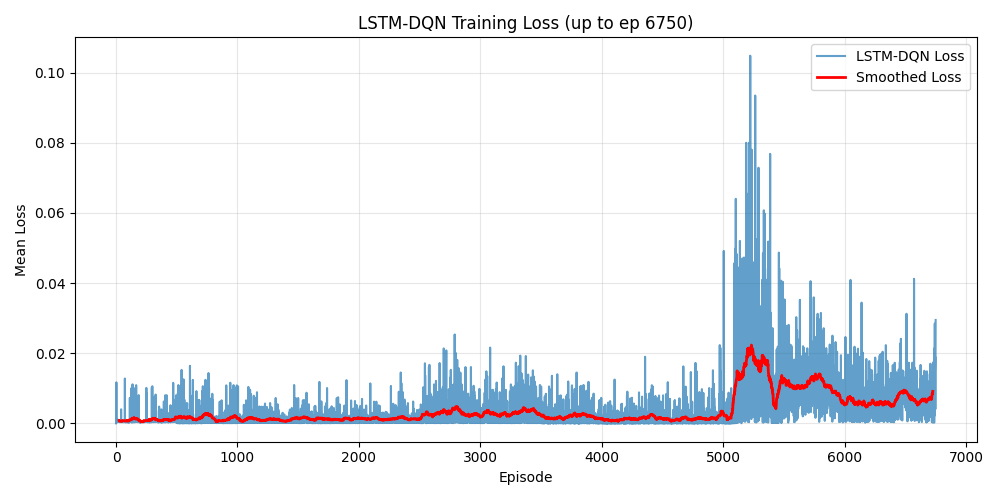 LSTM-DQN Training Loss (up to ep 6750)
LSTM-DQN Loss
Smoothed Loss
Mean Loss
0.10
0.08
0.06
0.04
0.02
0.00
0 1000 2000 3000 4000 5000 6000 7000
Episode